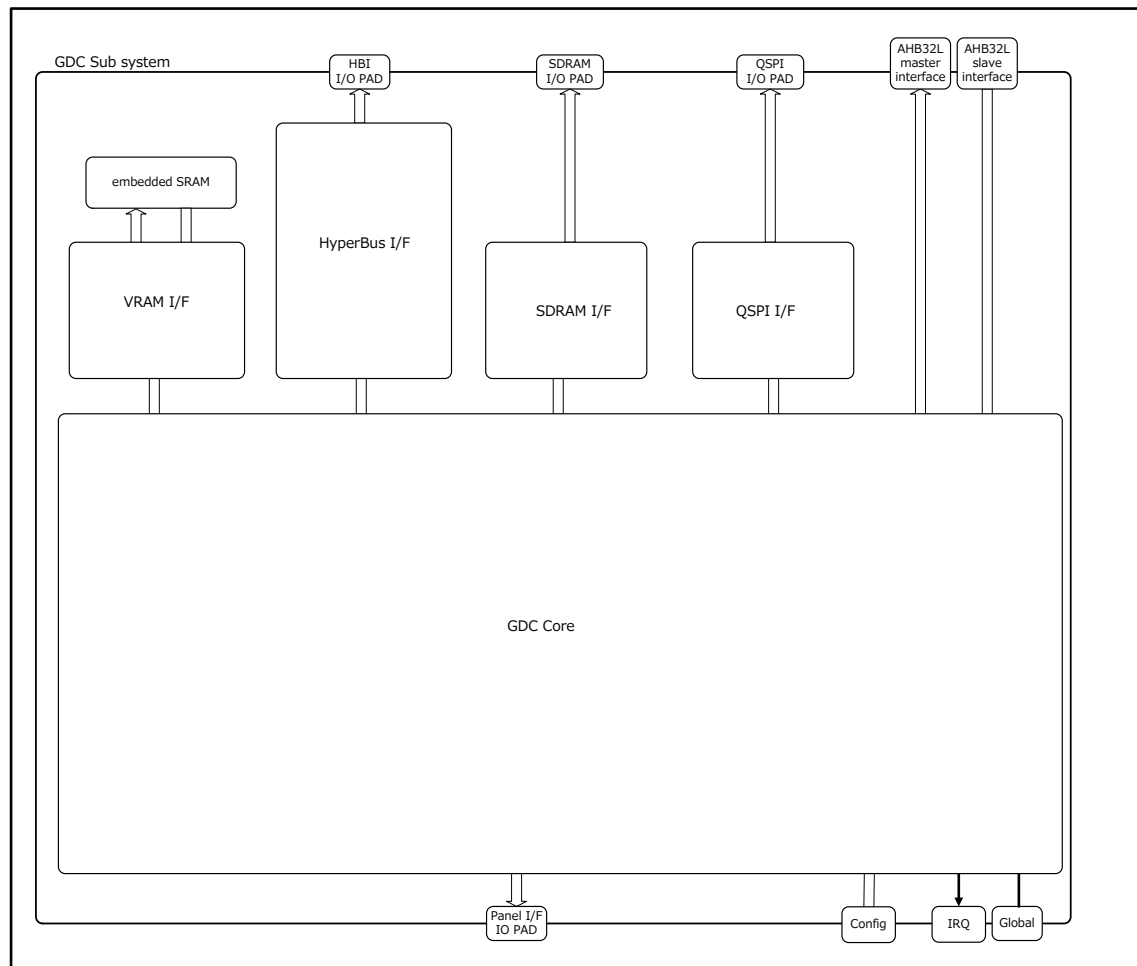 GDC Sub system
HBI
I/O PAD
SDRAM
I/O PAD
QSPI
I/O PAD
AHB32L
master
interface
AHB32L
slave
interface
embedded SRAM
HyperBus I/F
VRAM I/F
SDRAM I/F
QSPI I/F
GDC Core
Panel I/F
IO PAD
Config
IRQ
Global